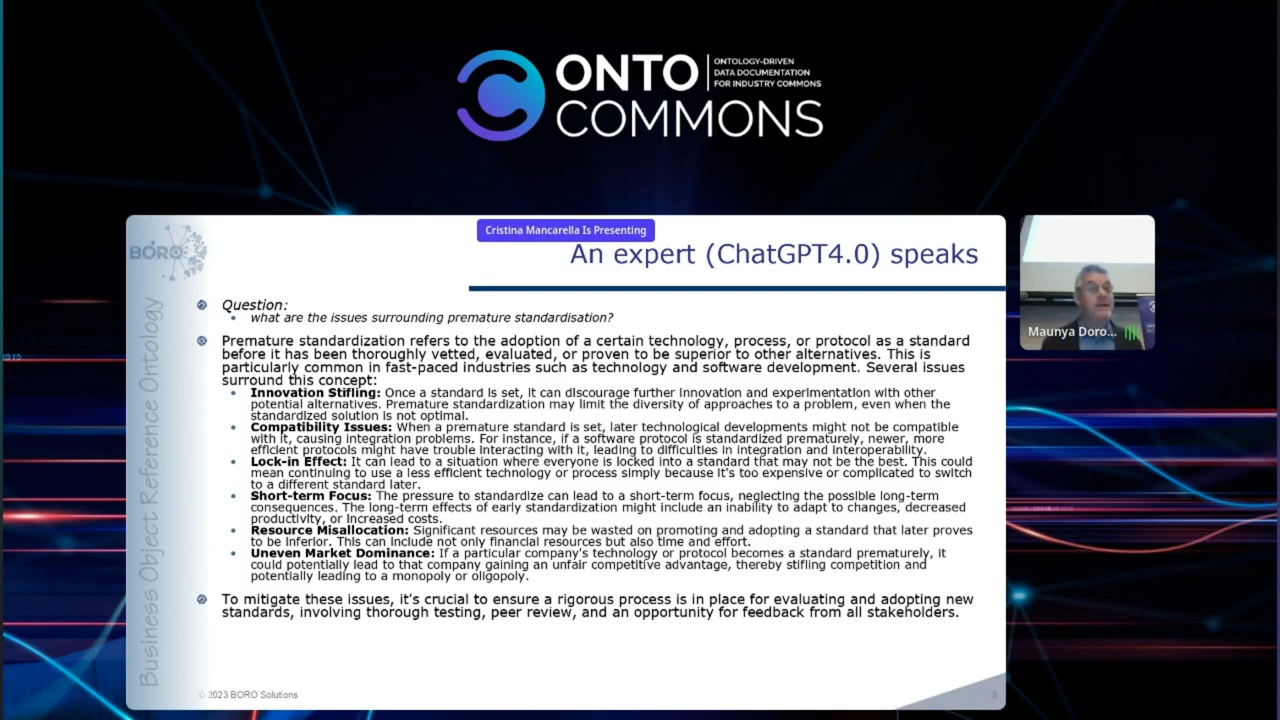 ONTO
COMMONS
ONTOLOGY-DRIVEN
DATA DOCUMENTATION
FOR INDUSTRY COMMONS
Cristina Mancarella Is Presenting
BORO
An expert (ChatGPT4.0) speaks
Business Object Reference Ontology
Question:
what are the issues surrounding premature standardisation?
Premature standardization refers to the adoption of a certain technology, process, or protocol as a standard
before it has been thoroughly vetted, evaluated, or proven to be superior to other alternatives. This is
particularly common in fast-paced industries such as technology and software development. Several issues
surround this concept:
Innovation Stifling: Once a standard is set, it can discourage further innovation and experimentation with other
potential alternatives. Premature standardization may limit the diversity of approaches to a problem, even when the
standardized solution is not optimal.
Compatibility Issues: When a premature standard is set, later technological developments might not be compatible
with it, causing integration problems. For instance, if a software protocol is standardized prematurely, newer, more
efficient protocols might have trouble interacting with it, leading to difficulties in integration and interoperability.
Lock-in Effect: It can lead to a situation where everyone is locked into a standard that may not be the best. This could
mean continuing to use a less efficient technology or process simply because it's too expensive or complicated to switch
to a different standard later.
Short-term Focus: The pressure to standardize can lead to a short-term focus, neglecting the possible long-term
consequences. The long-term effects of early standardization might include an inability to adapt to changes, decreased
productivity, or increased costs.
Resource Misallocation: Significant resources may be wasted on promoting and adopting a standard that later proves
to be inferior. This can include not only financial resources but also time and effort.
Uneven Market Dominance: If a particular company's technology or protocol becomes a standard prematurely, it
could potentially lead to that company gaining an unfair competitive advantage, thereby stifling competition and
potentially leading to a monopoly or oligopoly.
To mitigate these issues, it's crucial to ensure a rigorous process is in place for evaluating and adopting new
standards, involving thorough testing, peer review, and an opportunity for feedback from all stakeholders.
© 2023 BORO Solutions
8
Maunya Doro...